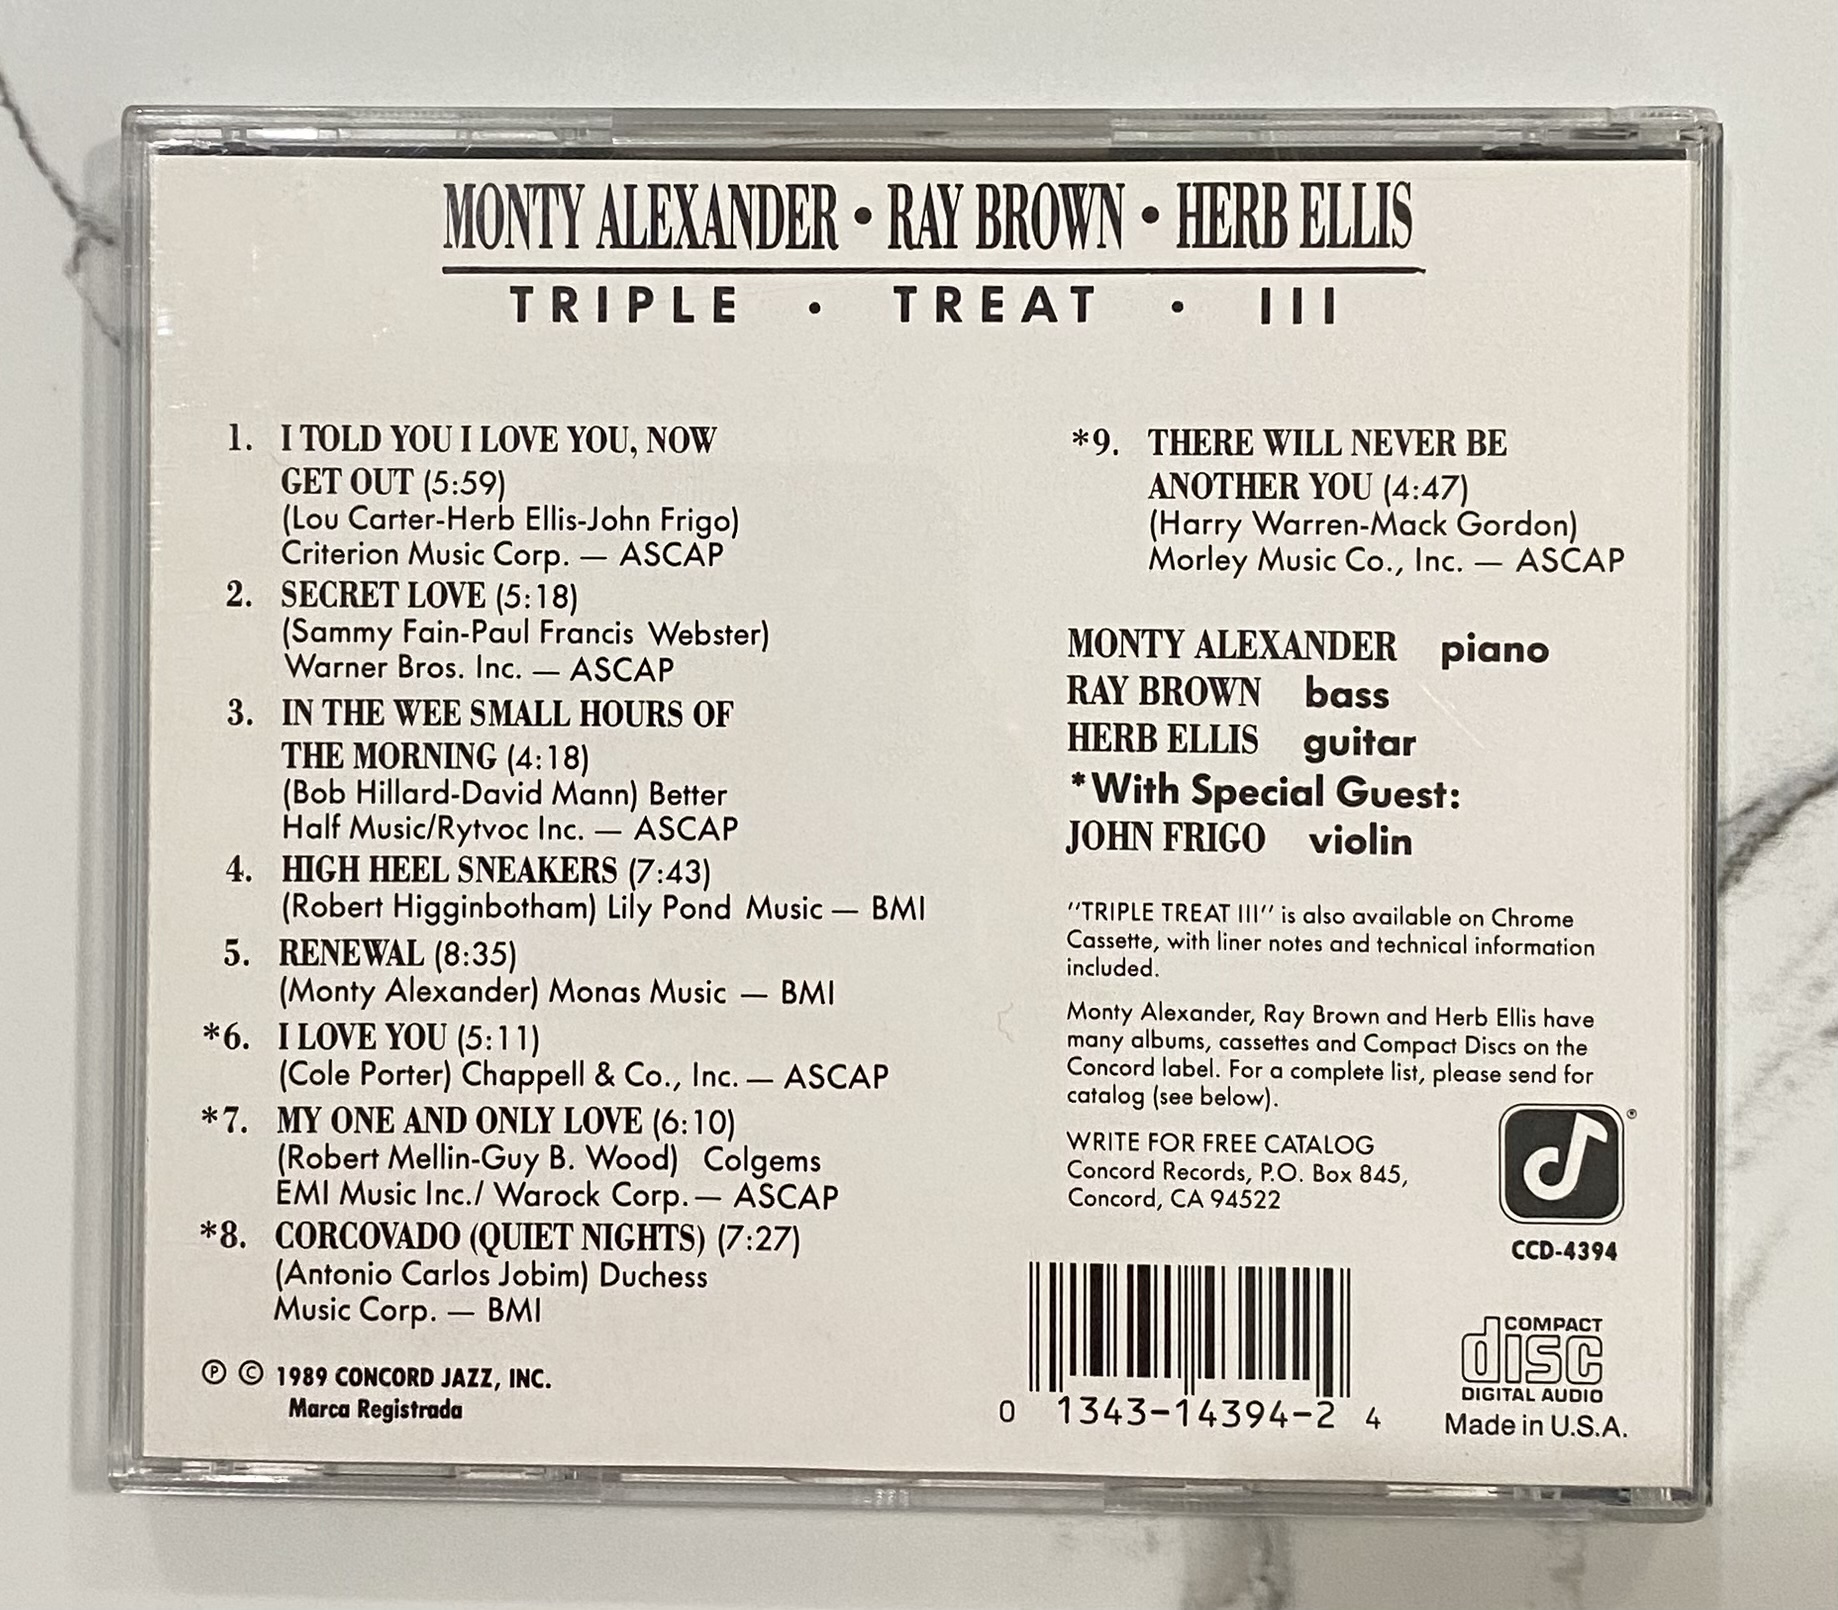 MONTY ALEXANDER • RAY BROWN • HERB ELLIS
TRIPLE • TREAT • III
1. I TOLD YOU I LOVE YOU, NOW
GET OUT (5:59)
(Lou Carter-Herb Ellis-John Frigo)
Criterion Music Corp. — ASCAP
2. SECRET LOVE (5:18)
(Sammy Fain-Paul Francis Webster)
Warner Bros. Inc. — ASCAP
3. IN THE WEE SMALL HOURS OF
THE MORNING (4:18)
(Bob Hillard-David Mann) Better
Half Music/Rytvoc Inc. — ASCAP
4. HIGH HEEL SNEAKERS (7:43)
(Robert Higginbotham) Lily Pond Music — BMI
5. RENEWAL (8:35)
(Monty Alexander) Monas Music — BMI
*6. I LOVE YOU (5:11)
(Cole Porter) Chappell & Co., Inc. — ASCAP
*7. MY ONE AND ONLY LOVE (6:10)
(Robert Mellin-Guy B. Wood) Colgems
EMI Music Inc./ Warock Corp. — ASCAP
*8. CORCOVADO (QUIET NIGHTS) (7:27)
(Antonio Carlos Jobim) Duchess
Music Corp. — BMI
℗ © 1989 CONCORD JAZZ, INC.
Marca Registrada
*9. THERE WILL NEVER BE
ANOTHER YOU (4:47)
(Harry Warren-Mack Gordon)
Morley Music Co., Inc. — ASCAP
MONTY ALEXANDER piano
RAY BROWN bass
HERB ELLIS guitar
*With Special Guest:
JOHN FRIGO violin
"TRIPLE TREAT III" is also available on Chrome
Cassette, with liner notes and technical information
included.
Monty Alexander, Ray Brown and Herb Ellis have
many albums, cassettes and Compact Discs on the
Concord label. For a complete list, please send for
catalog (see below).
WRITE FOR FREE CATALOG
Concord Records, P.O. Box 845,
Concord, CA 94522
®
CCD-4394
0 1343-14394-2 4
COMPACT
disc
DIGITAL AUDIO
Made in U.S.A.